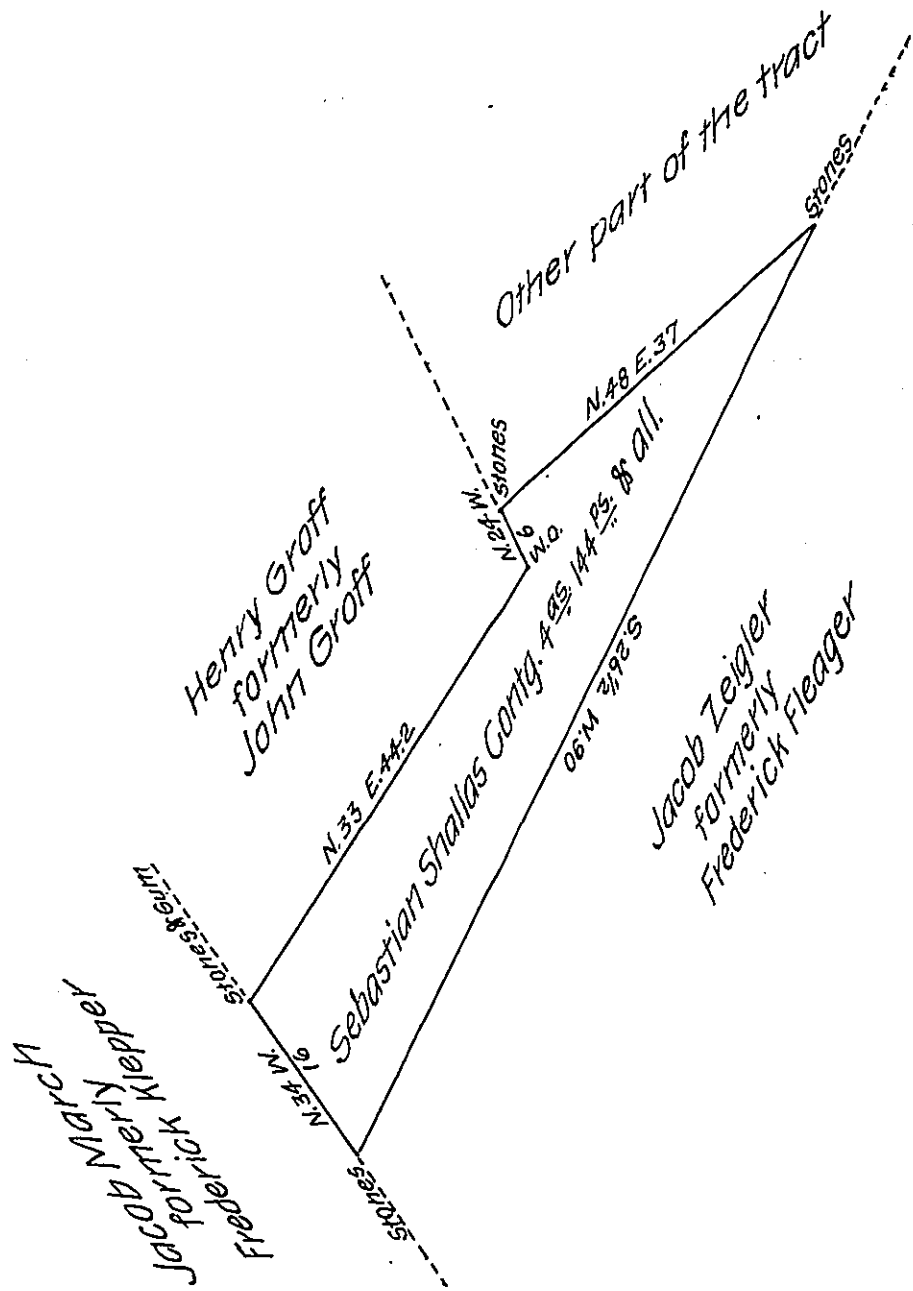 Jacob March
formerly
Frederick Klepper
Stones & Gum
N.34 W.
16
Stones
Henry Groff
formerly
John Groff
N.33 E.44.2
N.24 W.
6
W.O.
Stones
Other part of the tract
N.48 E.37
Stones
Sebastian Shallas Contg. 4 as. 144 ps. & all.
S.26½ W.90
Jacob Zeigler
formerly
Frederick Fleager